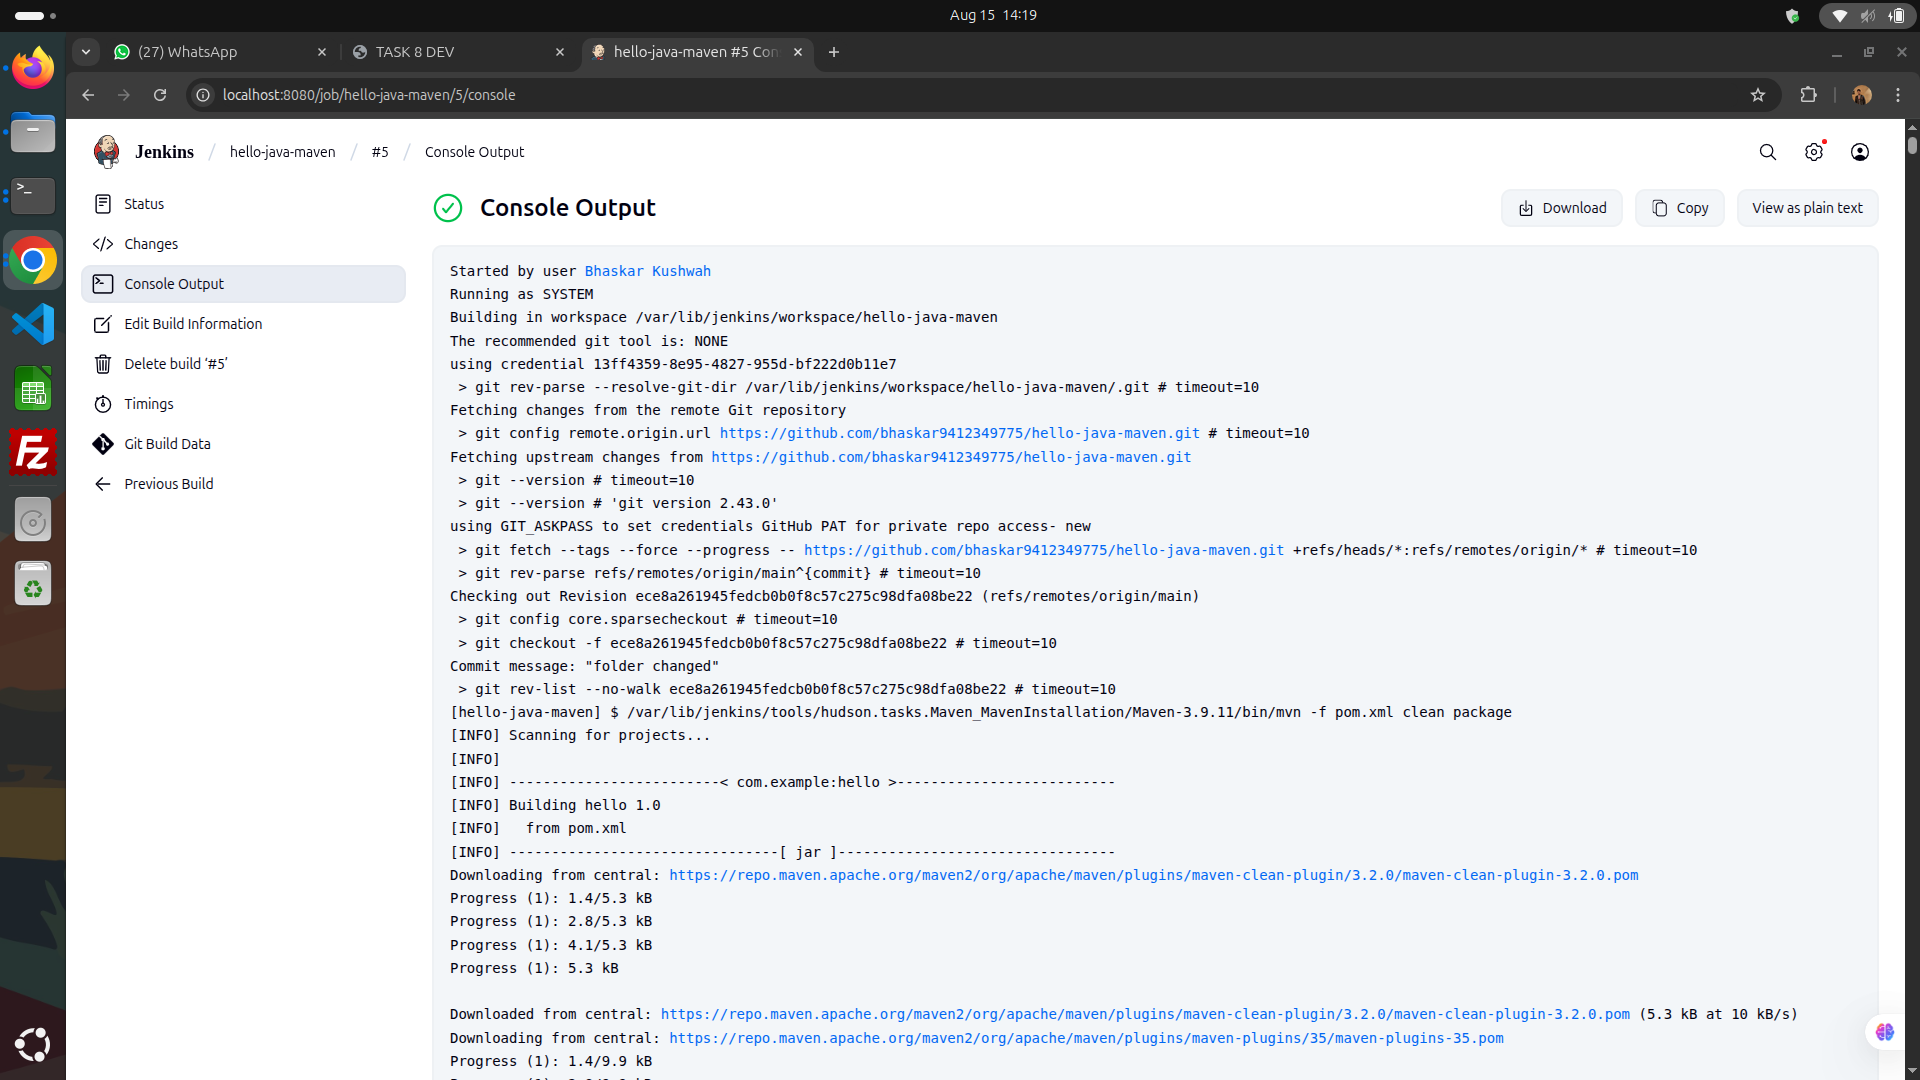 Aug 15 14:19
(27) WhatsApp
TASK 8 DEV
hello-java-maven #5 Con
localhost:8080/job/hello-java-maven/5/console
Jenkins / hello-java-maven / #5 / Console Output
Status
Changes
Console Output
Edit Build Information
Delete build ‘#5’
Timings
Git Build Data
Previous Build
Console Output
Download
Copy
View as plain text
Started by user Bhaskar Kushwah
Running as SYSTEM
Building in workspace /var/lib/jenkins/workspace/hello-java-maven
The recommended git tool is: NONE
using credential 13ff4359-8e95-4827-955d-bf222d0b11e7
 > git rev-parse --resolve-git-dir /var/lib/jenkins/workspace/hello-java-maven/.git # timeout=10
Fetching changes from the remote Git repository
 > git config remote.origin.url https://github.com/bhaskar9412349775/hello-java-maven.git # timeout=10
Fetching upstream changes from https://github.com/bhaskar9412349775/hello-java-maven.git
 > git --version # timeout=10
 > git --version # 'git version 2.43.0'
using GIT_ASKPASS to set credentials GitHub PAT for private repo access- new
 > git fetch --tags --force --progress -- https://github.com/bhaskar9412349775/hello-java-maven.git +refs/heads/*:refs/remotes/origin/* # timeout=10
 > git rev-parse refs/remotes/origin/main^{commit} # timeout=10
Checking out Revision ece8a261945fedcb0b0f8c57c275c98dfa08be22 (refs/remotes/origin/main)
 > git config core.sparsecheckout # timeout=10
 > git checkout -f ece8a261945fedcb0b0f8c57c275c98dfa08be22 # timeout=10
Commit message: "folder changed"
 > git rev-list --no-walk ece8a261945fedcb0b0f8c57c275c98dfa08be22 # timeout=10
[hello-java-maven] $ /var/lib/jenkins/tools/hudson.tasks.Maven_MavenInstallation/Maven-3.9.11/bin/mvn -f pom.xml clean package
[INFO] Scanning for projects...
[INFO]
[INFO] -------------------------< com.example:hello >--------------------------
[INFO] Building hello 1.0
[INFO]   from pom.xml
[INFO] --------------------------------[ jar ]---------------------------------
Downloading from central: https://repo.maven.apache.org/maven2/org/apache/maven/plugins/maven-clean-plugin/3.2.0/maven-clean-plugin-3.2.0.pom
Progress (1): 1.4/5.3 kB
Progress (1): 2.8/5.3 kB
Progress (1): 4.1/5.3 kB
Progress (1): 5.3 kB
Downloaded from central: https://repo.maven.apache.org/maven2/org/apache/maven/plugins/maven-clean-plugin/3.2.0/maven-clean-plugin-3.2.0.pom (5.3 kB at 10 kB/s)
Downloading from central: https://repo.maven.apache.org/maven2/org/apache/maven/plugins/maven-plugins/35/maven-plugins-35.pom
Progress (1): 1.4/9.9 kB